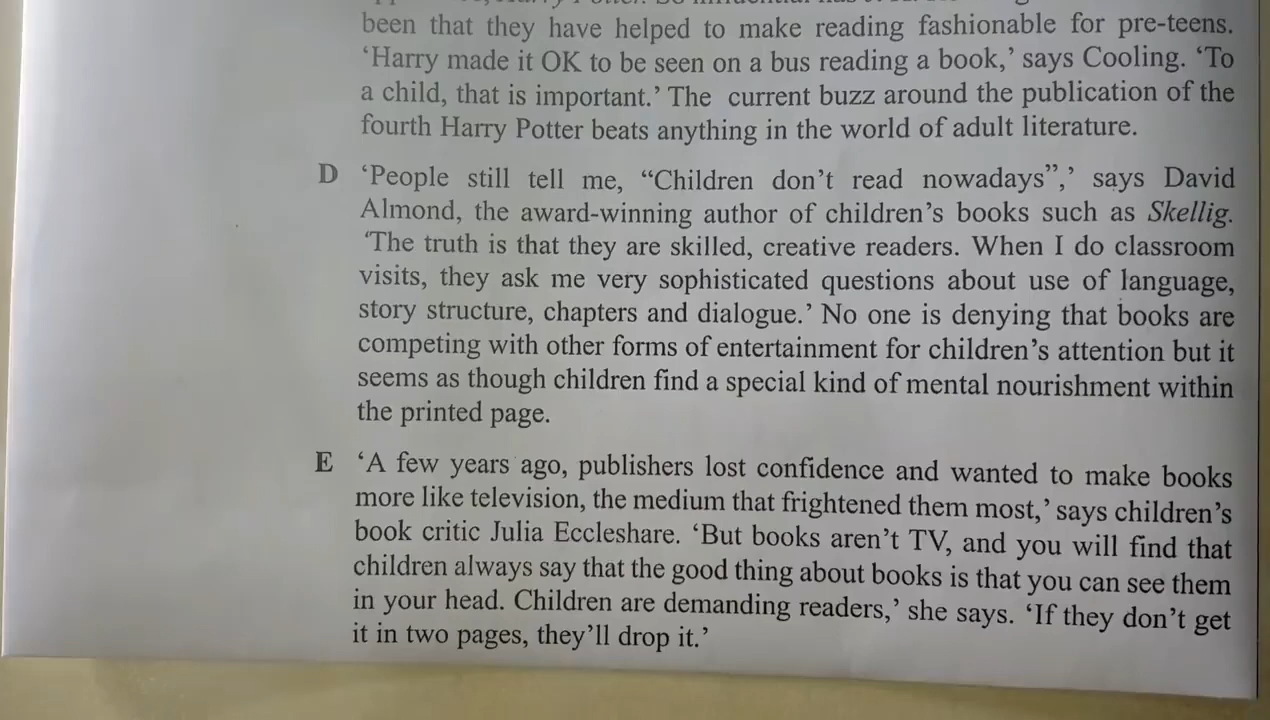 been that they have helped to make reading fashionable for pre-teens.
‘Harry made it OK to be seen on a bus reading a book,’ says Cooling. ‘To
a child, that is important.’ The current buzz around the publication of the
fourth Harry Potter beats anything in the world of adult literature.
D ‘People still tell me, “Children don’t read nowadays”,’ says David
Almond, the award-winning author of children’s books such as Skellig.
‘The truth is that they are skilled, creative readers. When I do classroom
visits, they ask me very sophisticated questions about use of language,
story structure, chapters and dialogue.’ No one is denying that books are
competing with other forms of entertainment for children’s attention but it
seems as though children find a special kind of mental nourishment within
the printed page.
E ‘A few years ago, publishers lost confidence and wanted to make books
more like television, the medium that frightened them most,’ says children’s
book critic Julia Eccleshare. ‘But books aren’t TV, and you will find that
children always say that the good thing about books is that you can see them
in your head. Children are demanding readers,’ she says. ‘If they don’t get
it in two pages, they’ll drop it.’